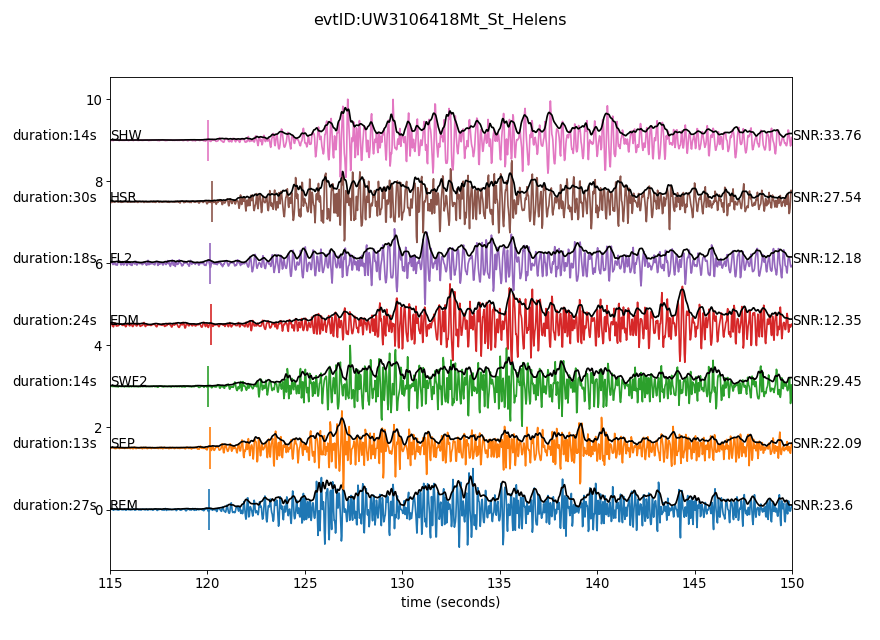 evtID:UW3106418Mt_St_Helens
10
duration:14s SHW SNR:33.76
8
duration:30s HSR SNR:27.54
duration:18s EL2 SNR:12.18
6
duration:24s EDM SNR:12.35
4
duration:14s SWF2 SNR:29.45
2
duration:13s SEP SNR:22.09
duration:27s REM SNR:23.6
0
115 120 125 130 135 140 145 150
time (seconds)